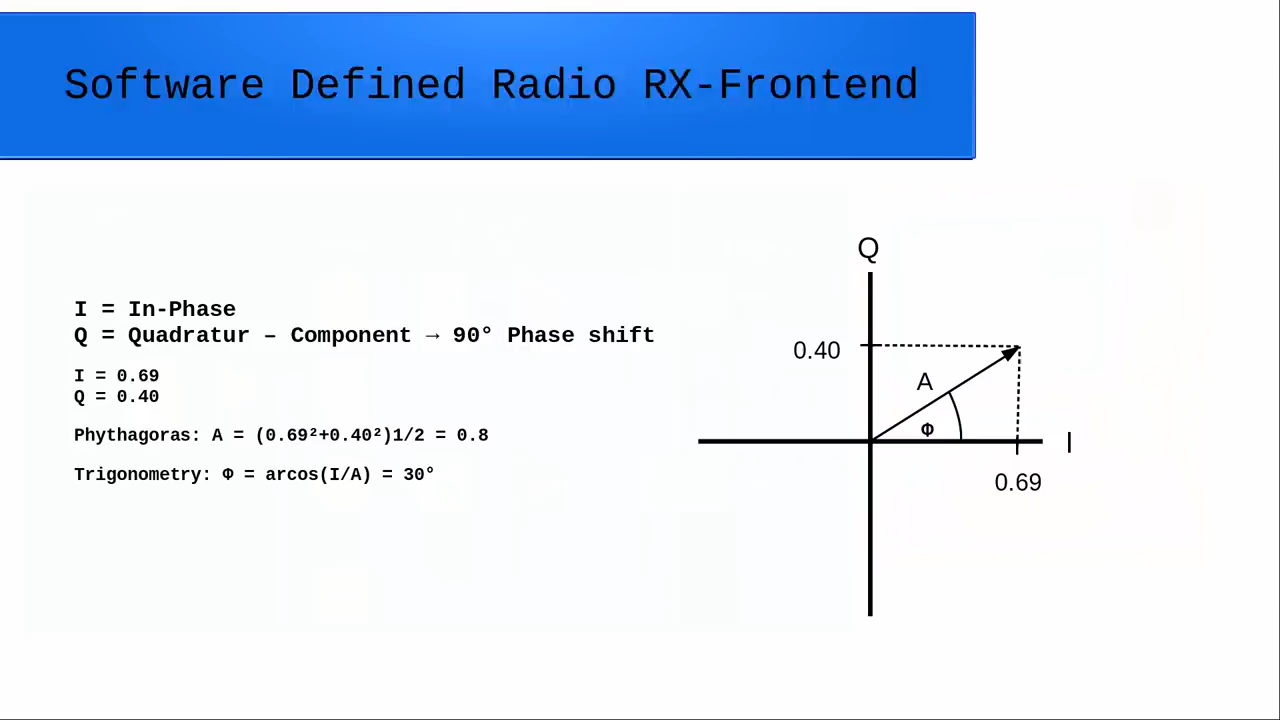 Software Defined Radio RX-Frontend
I = In-Phase
Q = Quadratur – Component → 90° Phase shift
I = 0.69
Q = 0.40
Phythagoras: A = (0.69²+0.40²)1/2 = 0.8
Trigonometry: Φ = arcos(I/A) = 30°
Q
0.40
A
Φ
I
0.69